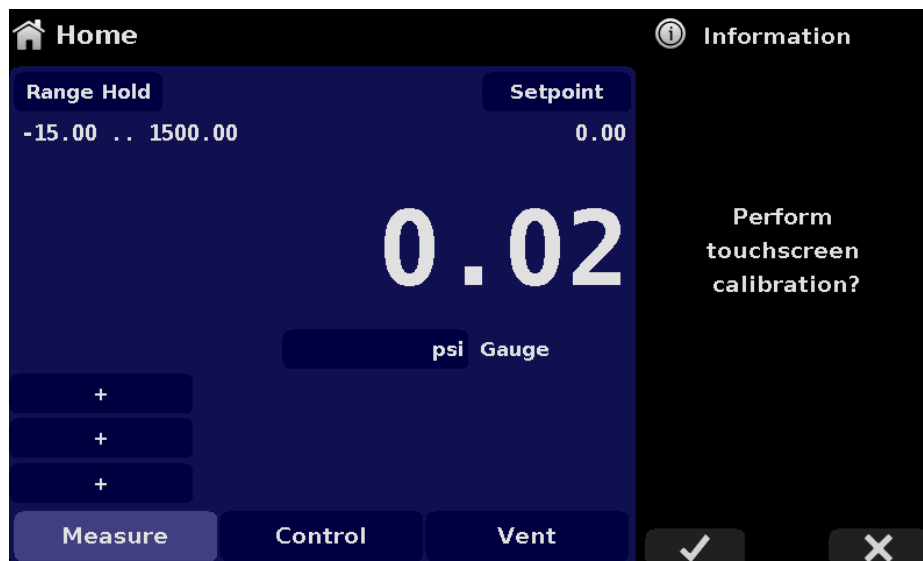 Home
Information
Range Hold
Setpoint
-15.00 .. 1500.00
0.00
0.02
psi Gauge
Perform
touchscreen
calibration?
+
+
+
Measure
Control
Vent